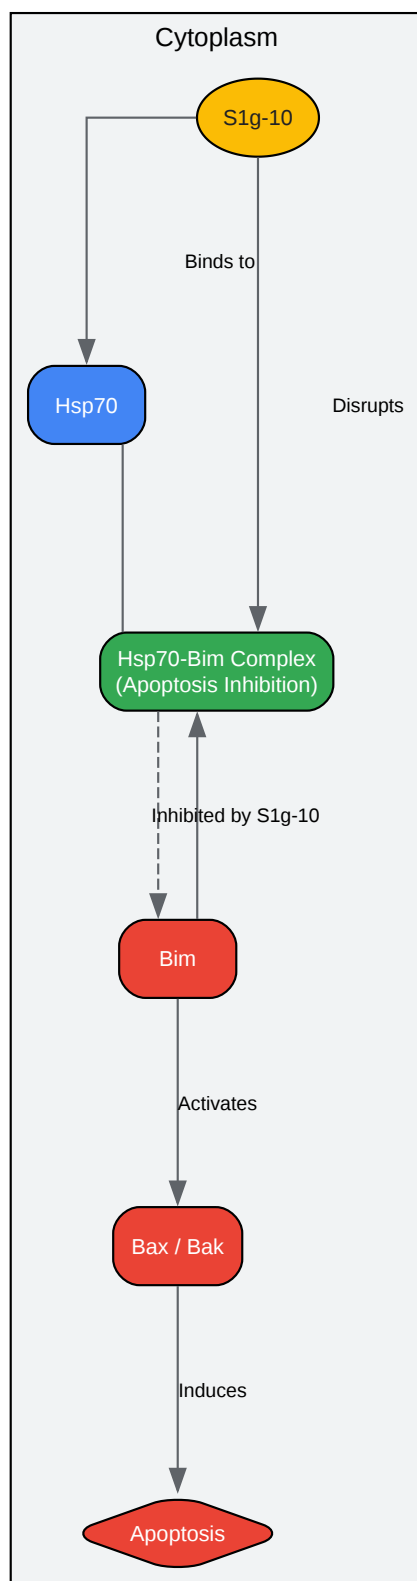 Cytoplasm
S1g-10
Binds to
Hsp70
Disrupts
Hsp70-Bim Complex
(Apoptosis Inhibition)
Inhibited by S1g-10
Bim
Activates
Bax / Bak
Induces
Apoptosis